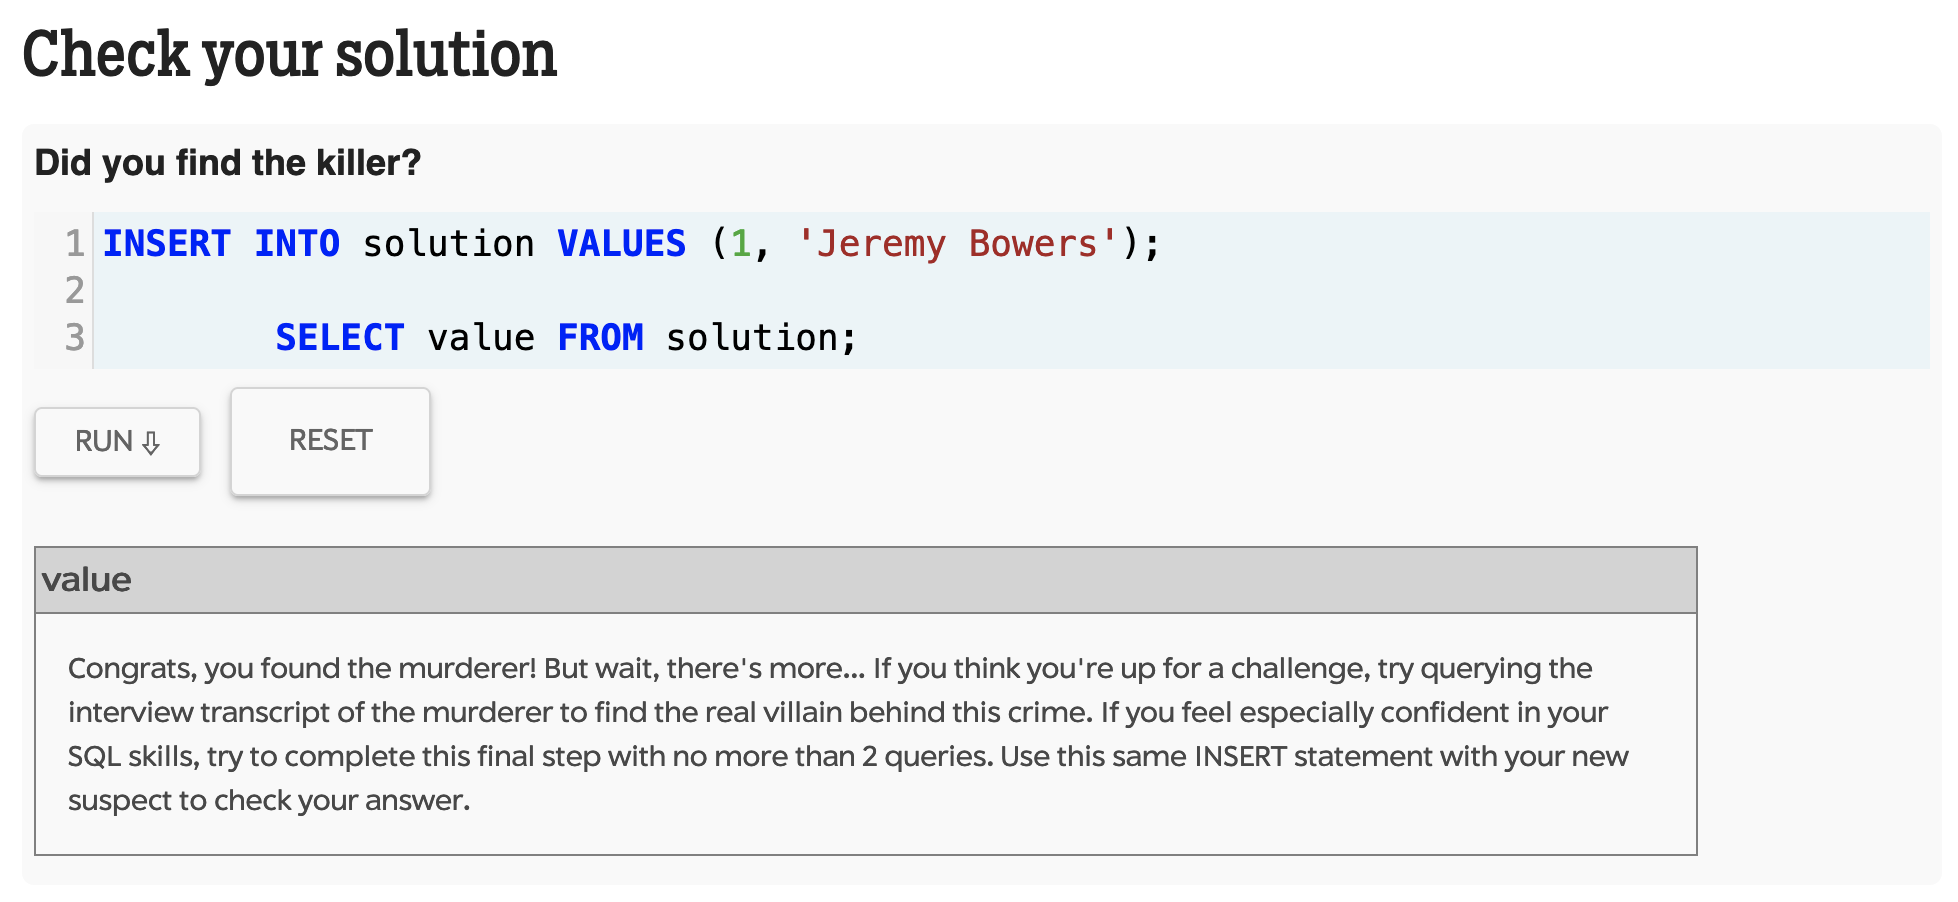 Check your solution
Did you find the killer?
1 INSERT INTO solution VALUES (1, 'Jeremy Bowers');
2
3 SELECT value FROM solution;
RUN ⇩
RESET
value
Congrats, you found the murderer! But wait, there's more... If you think you're up for a challenge, try querying the
interview transcript of the murderer to find the real villain behind this crime. If you feel especially confident in your
SQL skills, try to complete this final step with no more than 2 queries. Use this same INSERT statement with your new
suspect to check your answer.